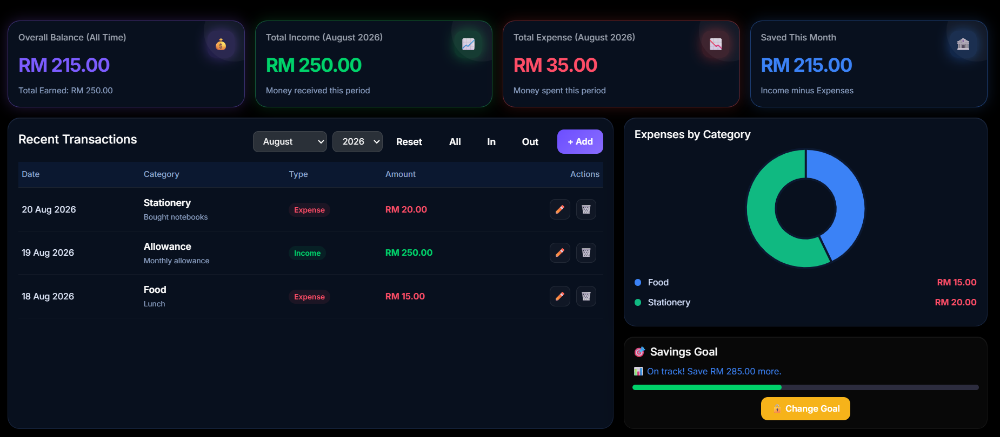 Overall Balance (All Time)
RM 215.00
Total Earned: RM 250.00
Total Income (August 2026)
RM 250.00
Money received this period
Total Expense (August 2026)
RM 35.00
Money spent this period
Saved This Month
RM 215.00
Income minus Expenses
Recent Transactions
August 2026 Reset All In Out + Add
Date Category Type Amount Actions
20 Aug 2026 Stationery Expense RM 20.00
Bought notebooks
19 Aug 2026 Allowance Income RM 250.00
Monthly allowance
18 Aug 2026 Food Expense RM 15.00
Lunch
Expenses by Category
Food RM 15.00
Stationery RM 20.00
Savings Goal
On track! Save RM 285.00 more.
Change Goal